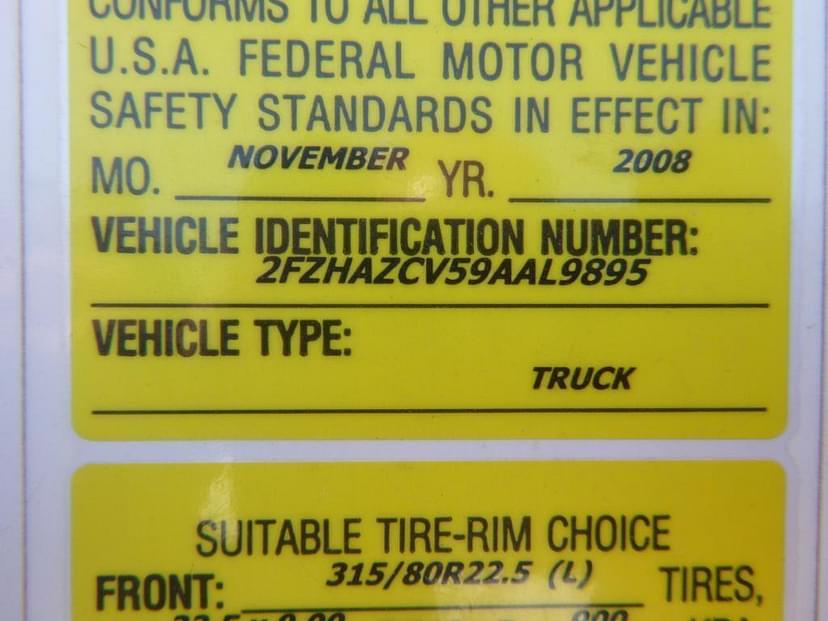 CONFORMS TO ALL OTHER APPLICABLE
U.S.A. FEDERAL MOTOR VEHICLE
SAFETY STANDARDS IN EFFECT IN:
MO. NOVEMBER YR. 2008
VEHICLE IDENTIFICATION NUMBER:
2FZHAZCV59AAL9895
VEHICLE TYPE:
TRUCK
SUITABLE TIRE-RIM CHOICE
FRONT: 315/80R22.5 (L) TIRES,